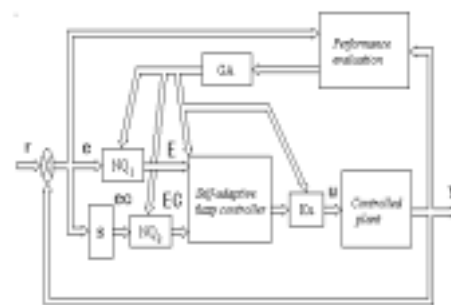 Performance
evaluation
GA
r
e
NQ1
E
Self-adaptive
fuzzy controller
Ku
u
Controlled
plant
y
ec
s
NQ2
EC